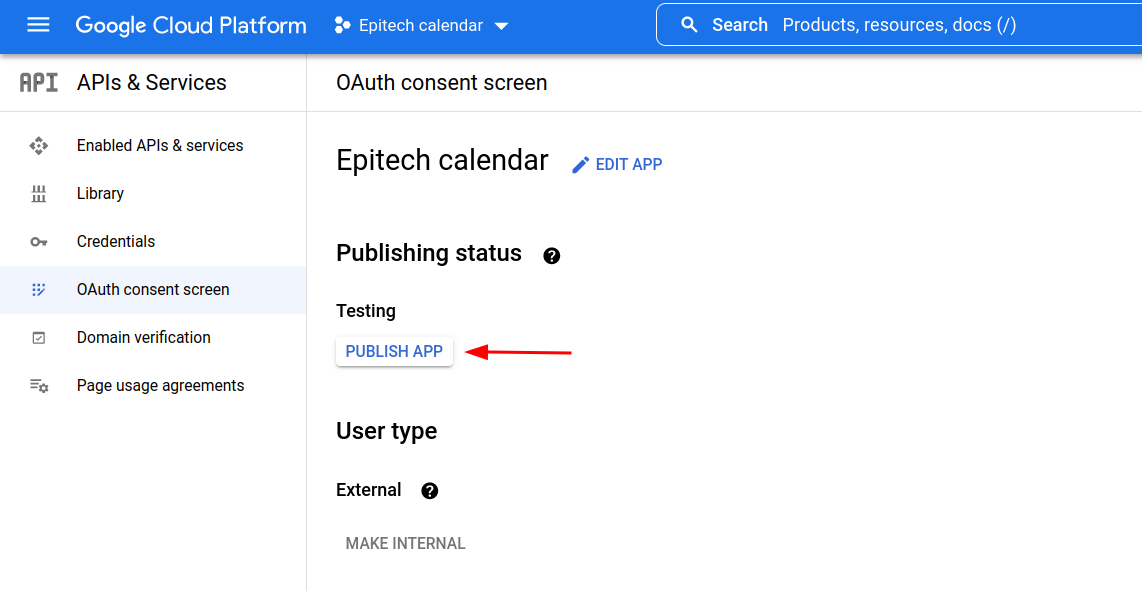 Google Cloud Platform
Epitech calendar
Search Products, resources, docs (/)
API APIs & Services
OAuth consent screen
Enabled APIs & services
Library
Credentials
OAuth consent screen
Domain verification
Page usage agreements
Epitech calendar
EDIT APP
Publishing status ?
Testing
PUBLISH APP
User type
External ?
MAKE INTERNAL